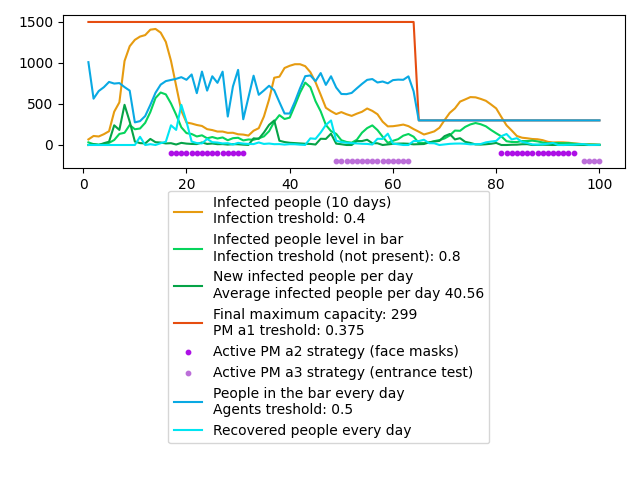 1500
1000
500
0
0 20 40 60 80 100
Infected people (10 days)
Infection treshold: 0.4
Infected people level in bar
Infection treshold (not present): 0.8
New infected people per day
Average infected people per day 40.56
Final maximum capacity: 299
PM a1 treshold: 0.375
Active PM a2 strategy (face masks)
Active PM a3 strategy (entrance test)
People in the bar every day
Agents treshold: 0.5
Recovered people every day